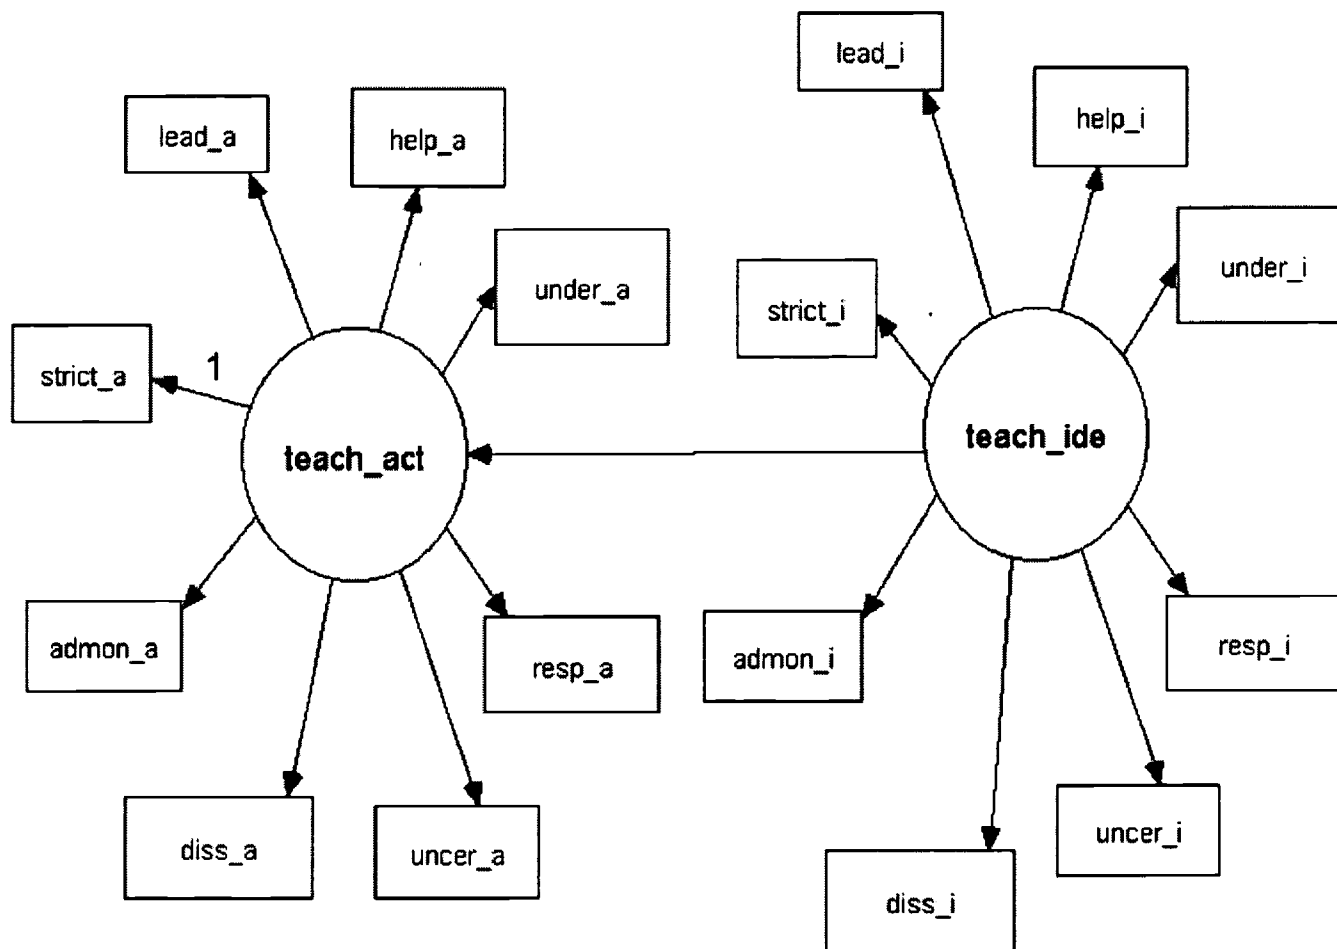 lead_i
lead_a
help_a
help_i
under_a
under_i
strict_i
strict_a
1
teach_act
teach_ide
admon_a
resp_a
admon_i
resp_i
diss_a
uncer_a
uncer_i
diss_i